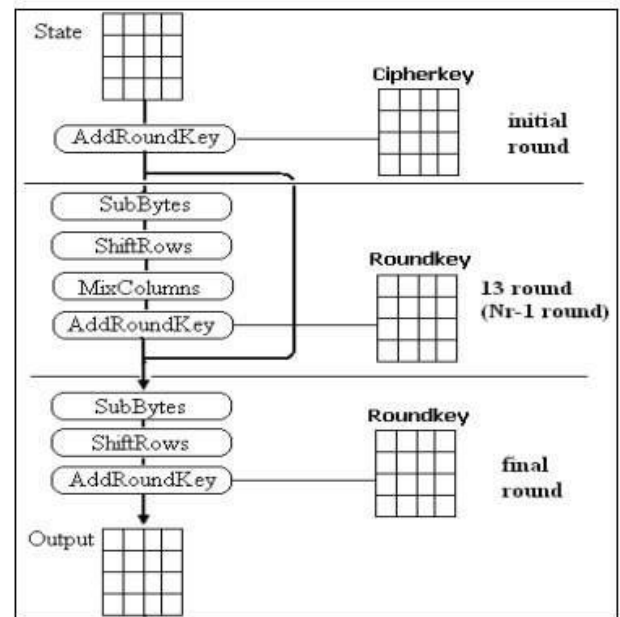 State
Cipherkey
AddRoundKey
initial
round
SubBytes
ShiftRows
MixColumns
AddRoundKey
Roundkey
13 round
(Nr-1 round)
SubBytes
ShiftRows
AddRoundKey
Roundkey
final
round
Output